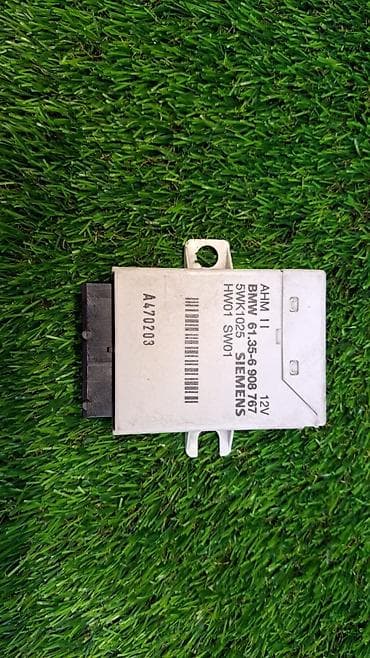 AHM II 12V
BMW 61.35-6 908 767
5WK1025 SIEMENS
HW01 SW01
A470203